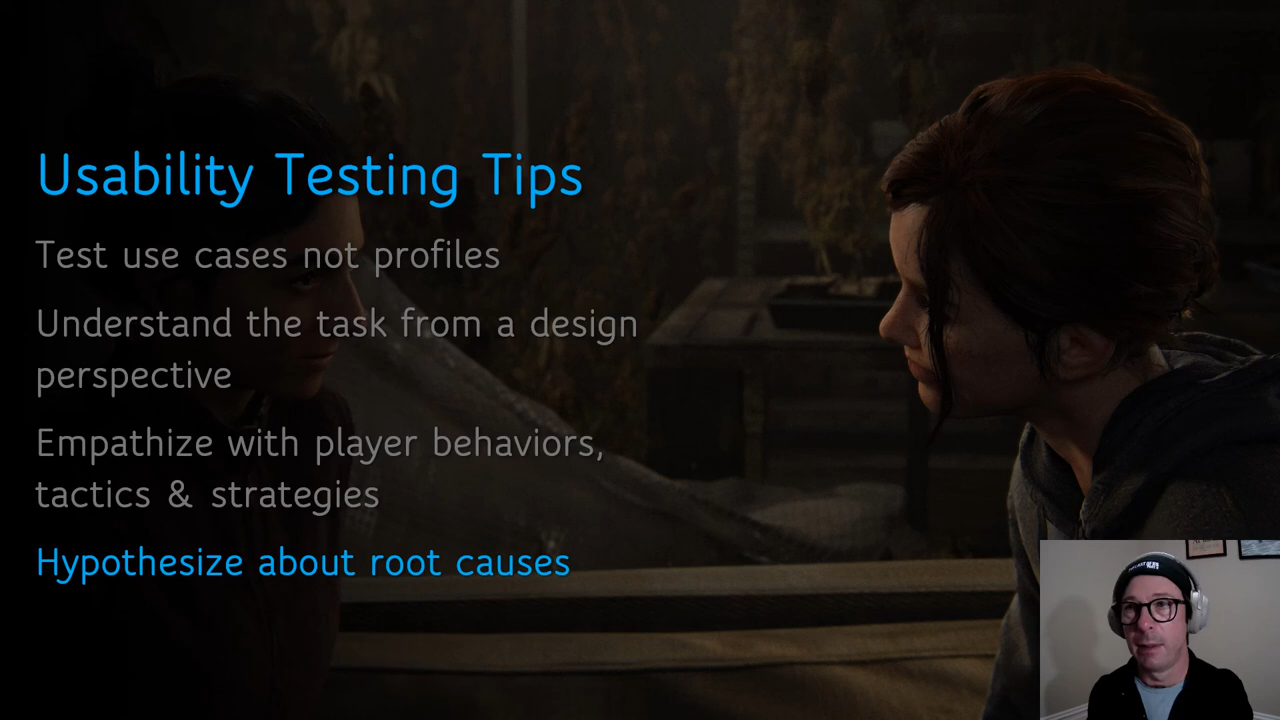 Usability Testing Tips
Test use cases not profiles
Understand the task from a design
perspective
Empathize with player behaviors,
tactics & strategies
Hypothesize about root causes